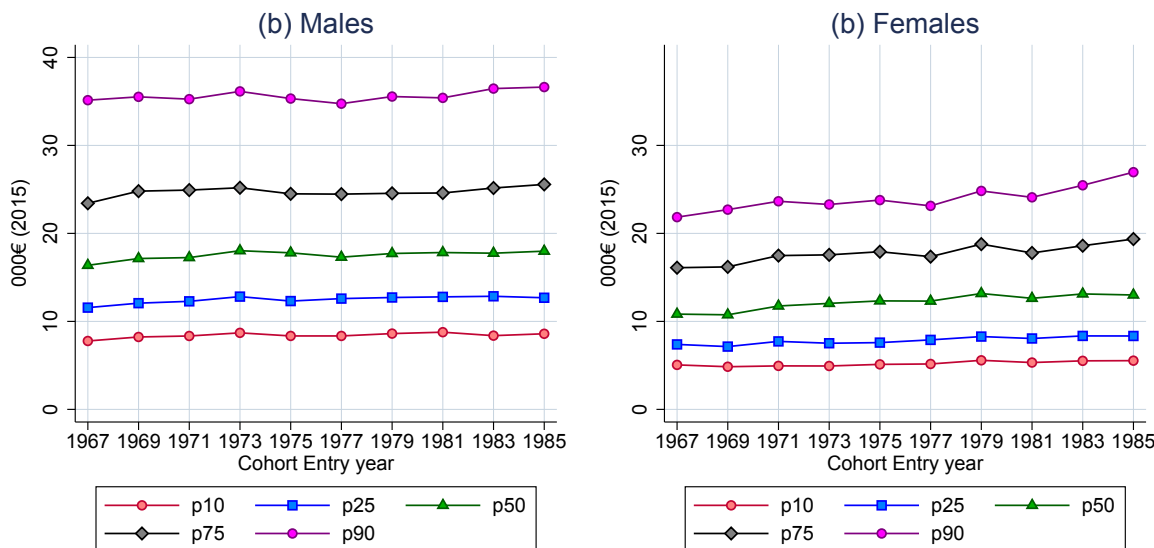 (b) Males
000€ (2015)
40
30
20
10
0
1967 1969 1971 1973 1975 1977 1979 1981 1983 1985
Cohort Entry year
p10 p25 p50
p75 p90
(b) Females
000€ (2015)
30
20
10
0
1967 1969 1971 1973 1975 1977 1979 1981 1983 1985
Cohort Entry year
p10 p25 p50
p75 p90